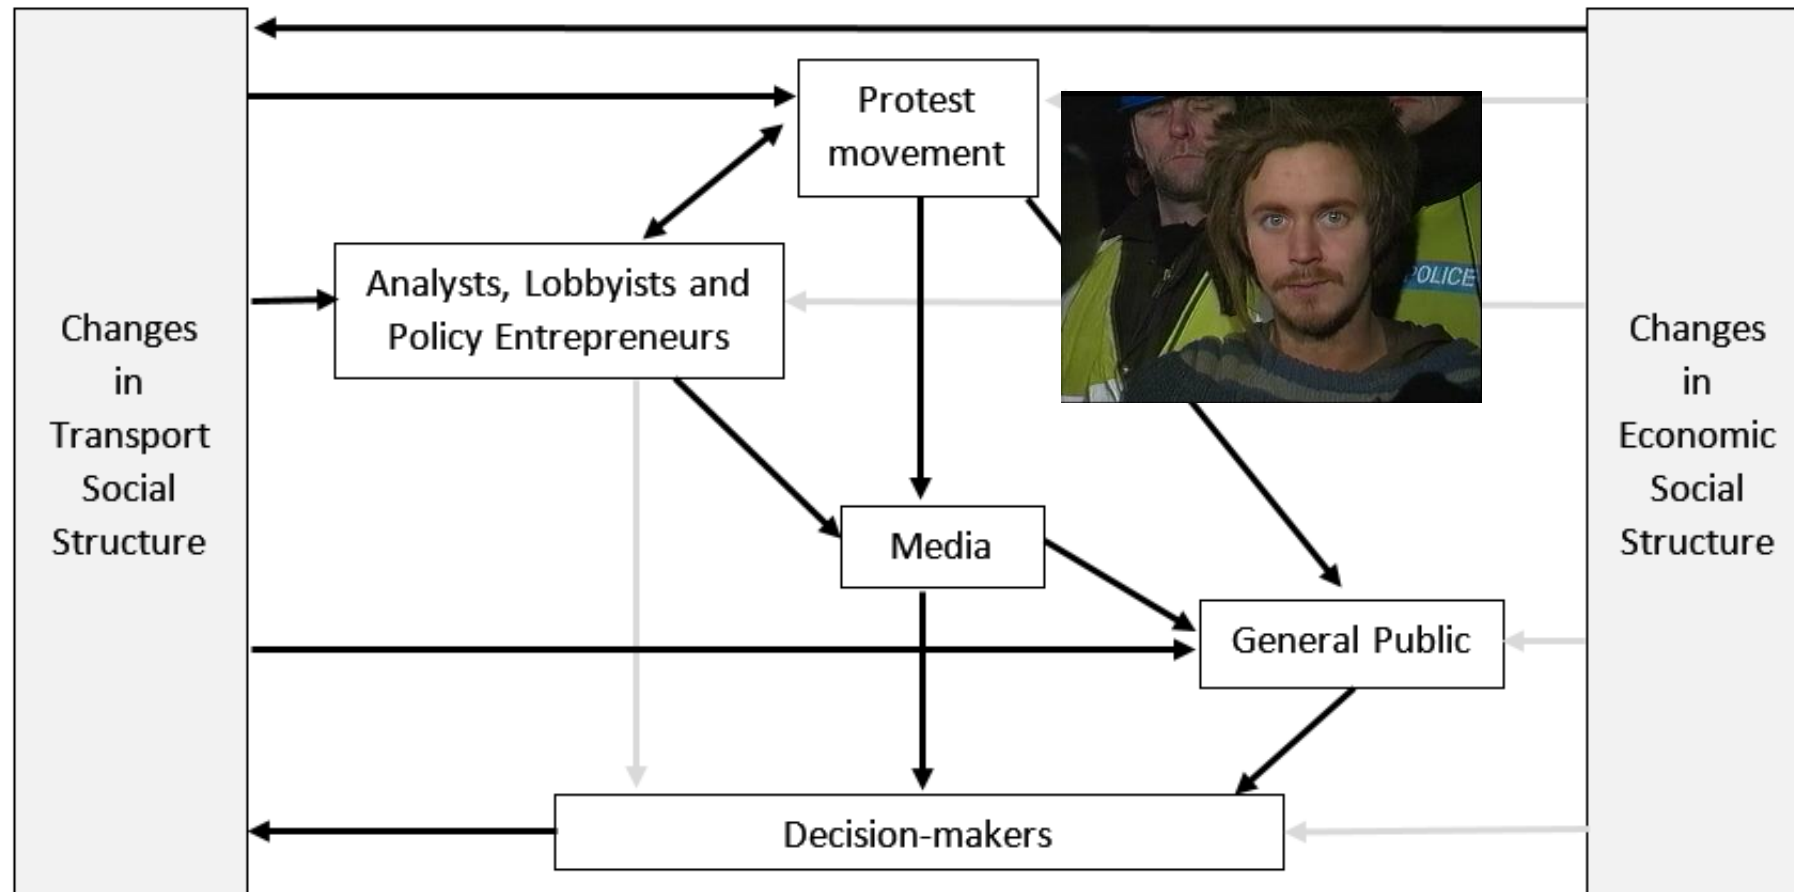 Protest
movement
Analysts, Lobbyists and
Policy Entrepreneurs
POLICE
Changes
in
Transport
Social
Structure
Changes
in
Economic
Social
Structure
Media
General Public
Decision-makers